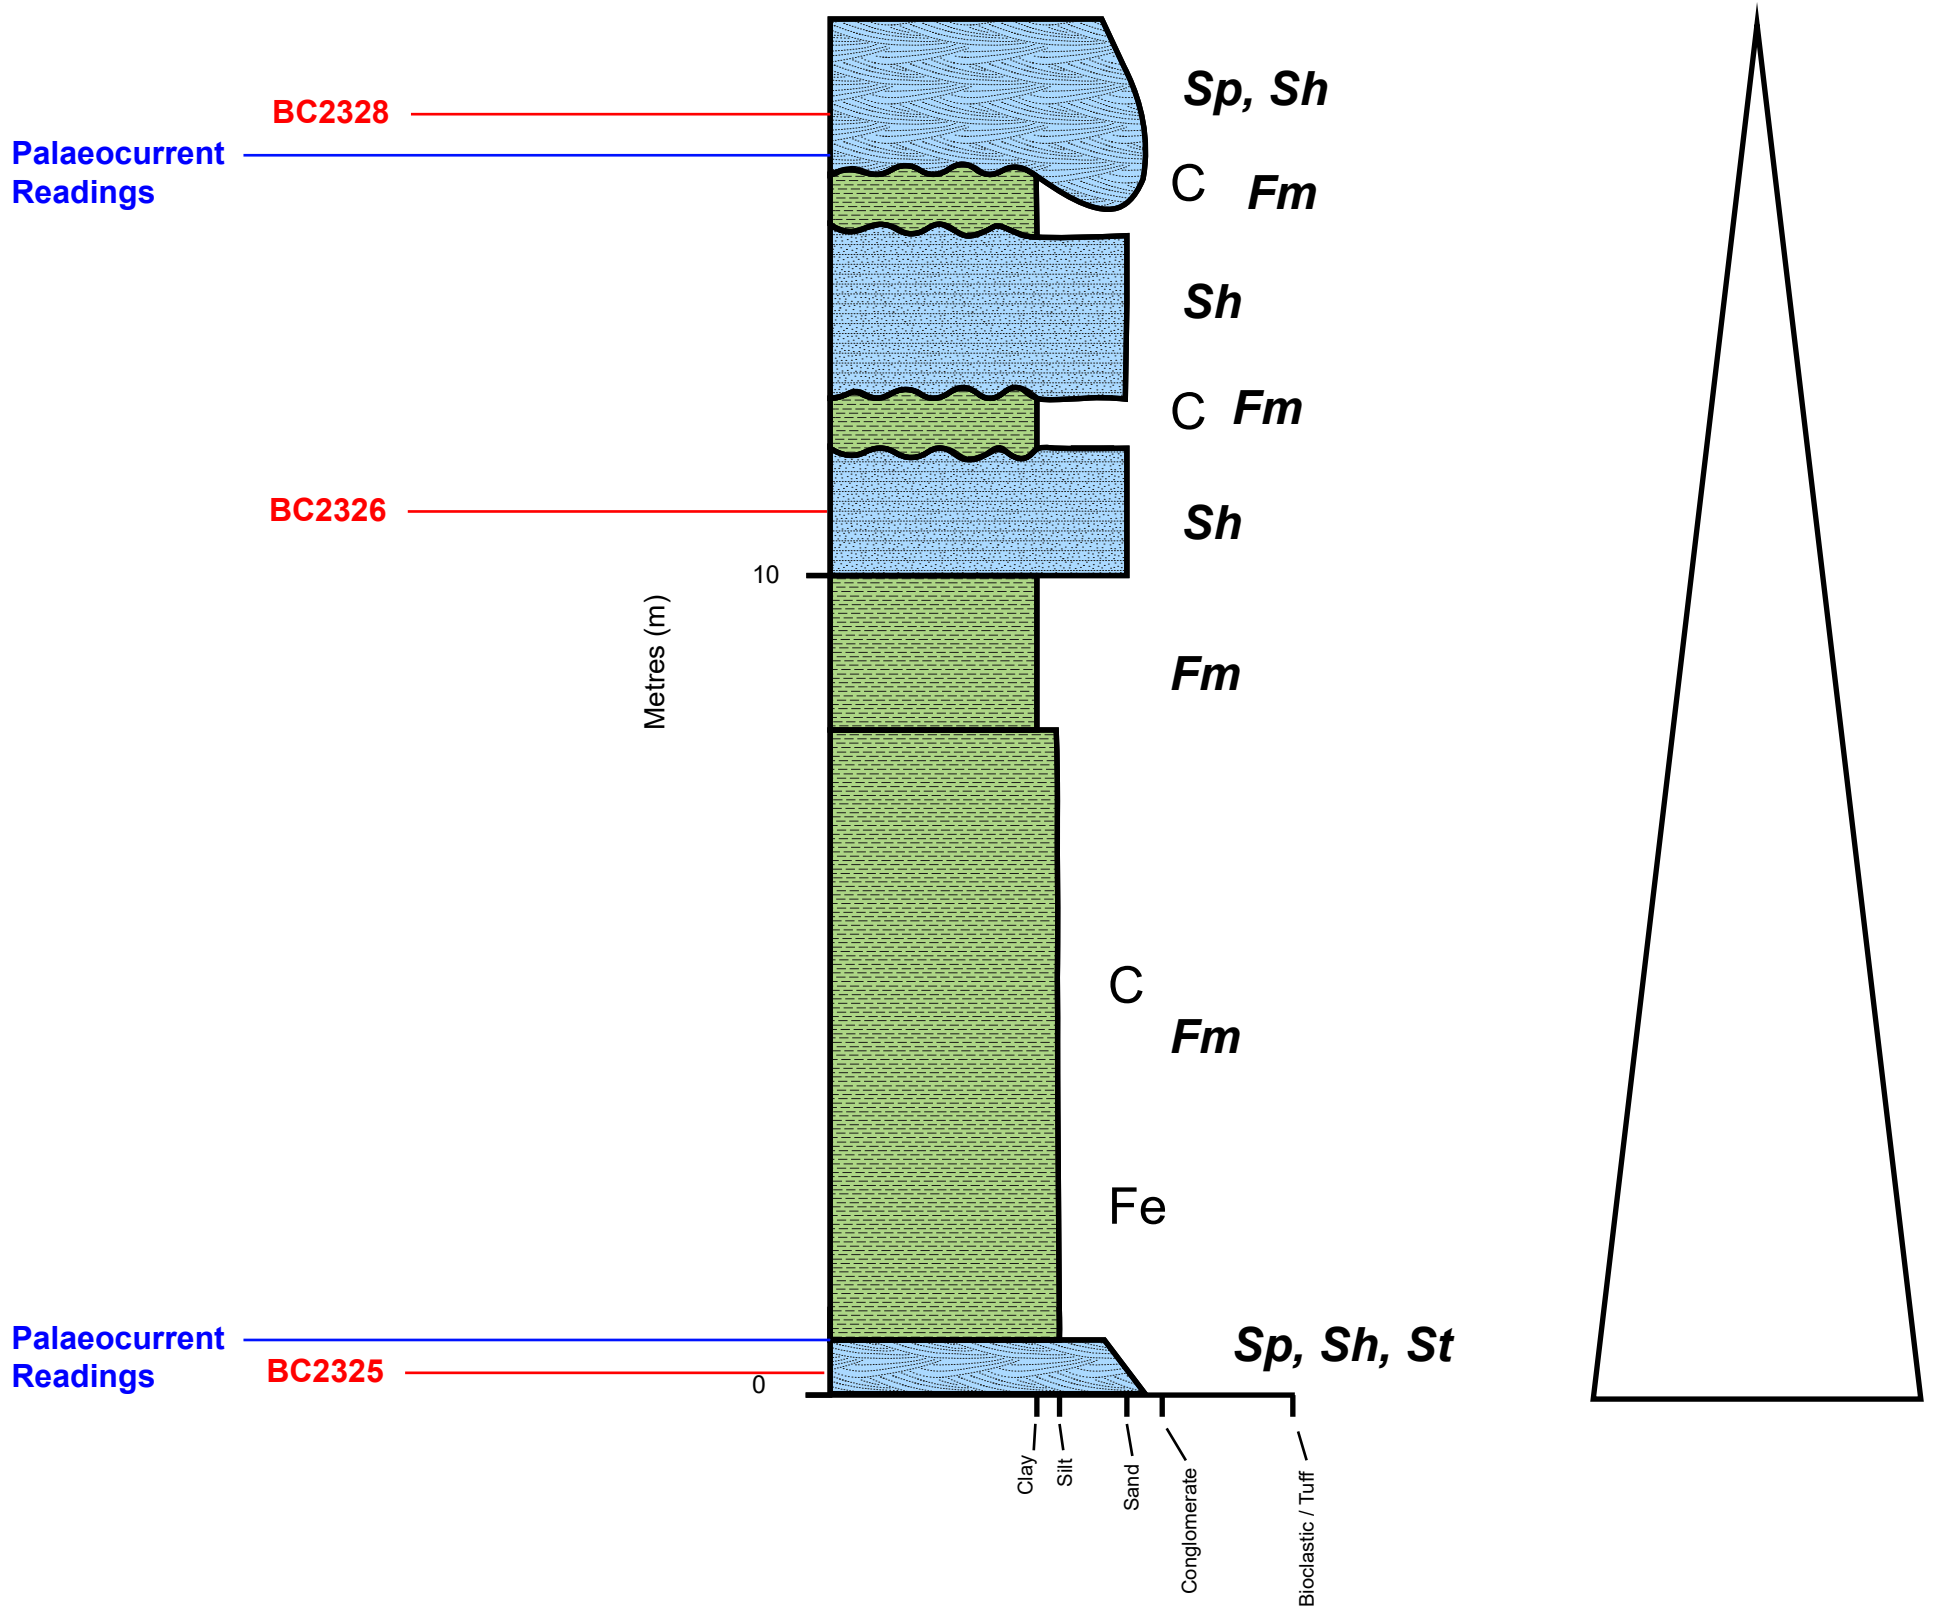 Sp, Sh
BC2328
Palaeocurrent
Readings
C Fm
Sh
C Fm
BC2326
Sh
10
Metres (m)
Fm
C
Fm
Fe
Palaeocurrent
Readings
BC2325
Sp, Sh, St
0
Clay
Silt
Sand
Conglomerate
Bioclastic / Tuff